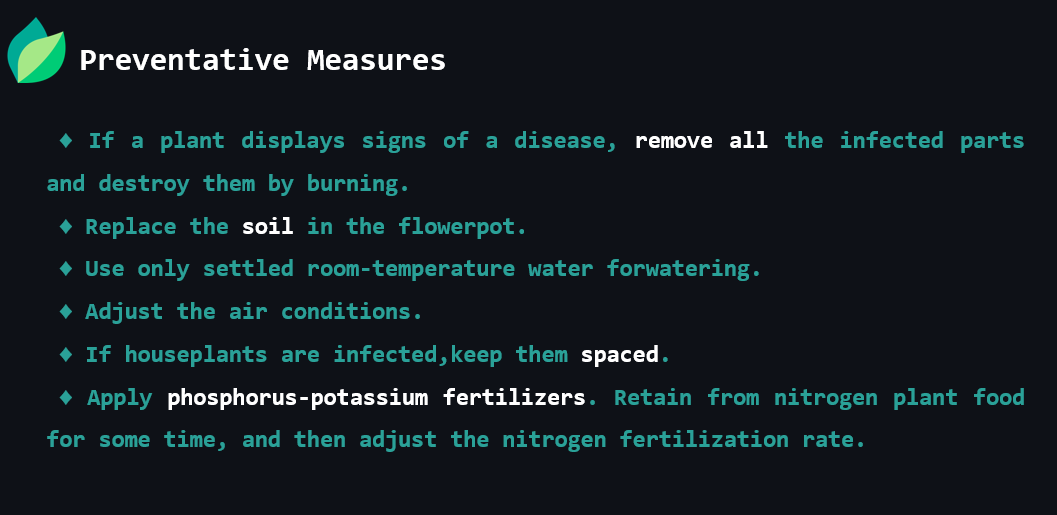 Preventative Measures
♦ If a plant displays signs of a disease, remove all the infected parts
and destroy them by burning.
♦ Replace the soil in the flowerpot.
♦ Use only settled room-temperature water forwatering.
♦ Adjust the air conditions.
♦ If houseplants are infected,keep them spaced.
♦ Apply phosphorus-potassium fertilizers. Retain from nitrogen plant food
for some time, and then adjust the nitrogen fertilization rate.